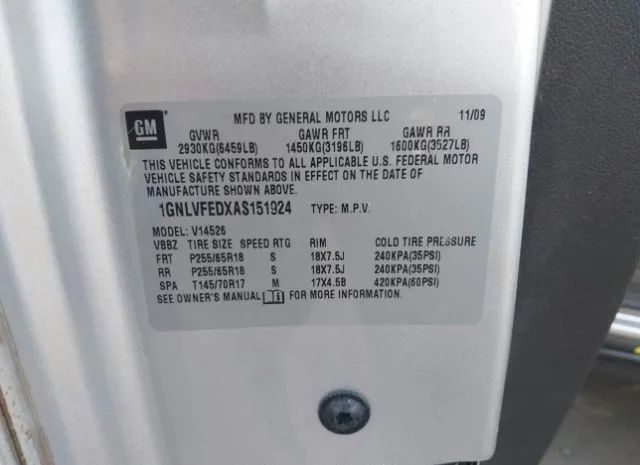 GM
MFD BY GENERAL MOTORS LLC 11/09
GVWR GAWR FRT GAWR RR
2930KG(6459LB) 1450KG(3196LB) 1600KG(3527LB)
THIS VEHICLE CONFORMS TO ALL APPLICABLE U.S. FEDERAL MOTOR
VEHICLE SAFETY STANDARDS IN EFFECT ON THE DATE OF
MANUFACTURE SHOWN ABOVE.
1GNLVFEDXAS151924 TYPE: M.P.V.
MODEL: V14526
VBBZ TIRE SIZE SPEED RTG RIM COLD TIRE PRESSURE
FRT P255/65R18 S 18X7.5J 240KPA(35PSI)
RR P255/65R18 S 18X7.5J 240KPA(35PSI)
SPA T145/70R17 M 17X4.5B 420KPA(60PSI)
SEE OWNER'S MANUAL FOR MORE INFORMATION.